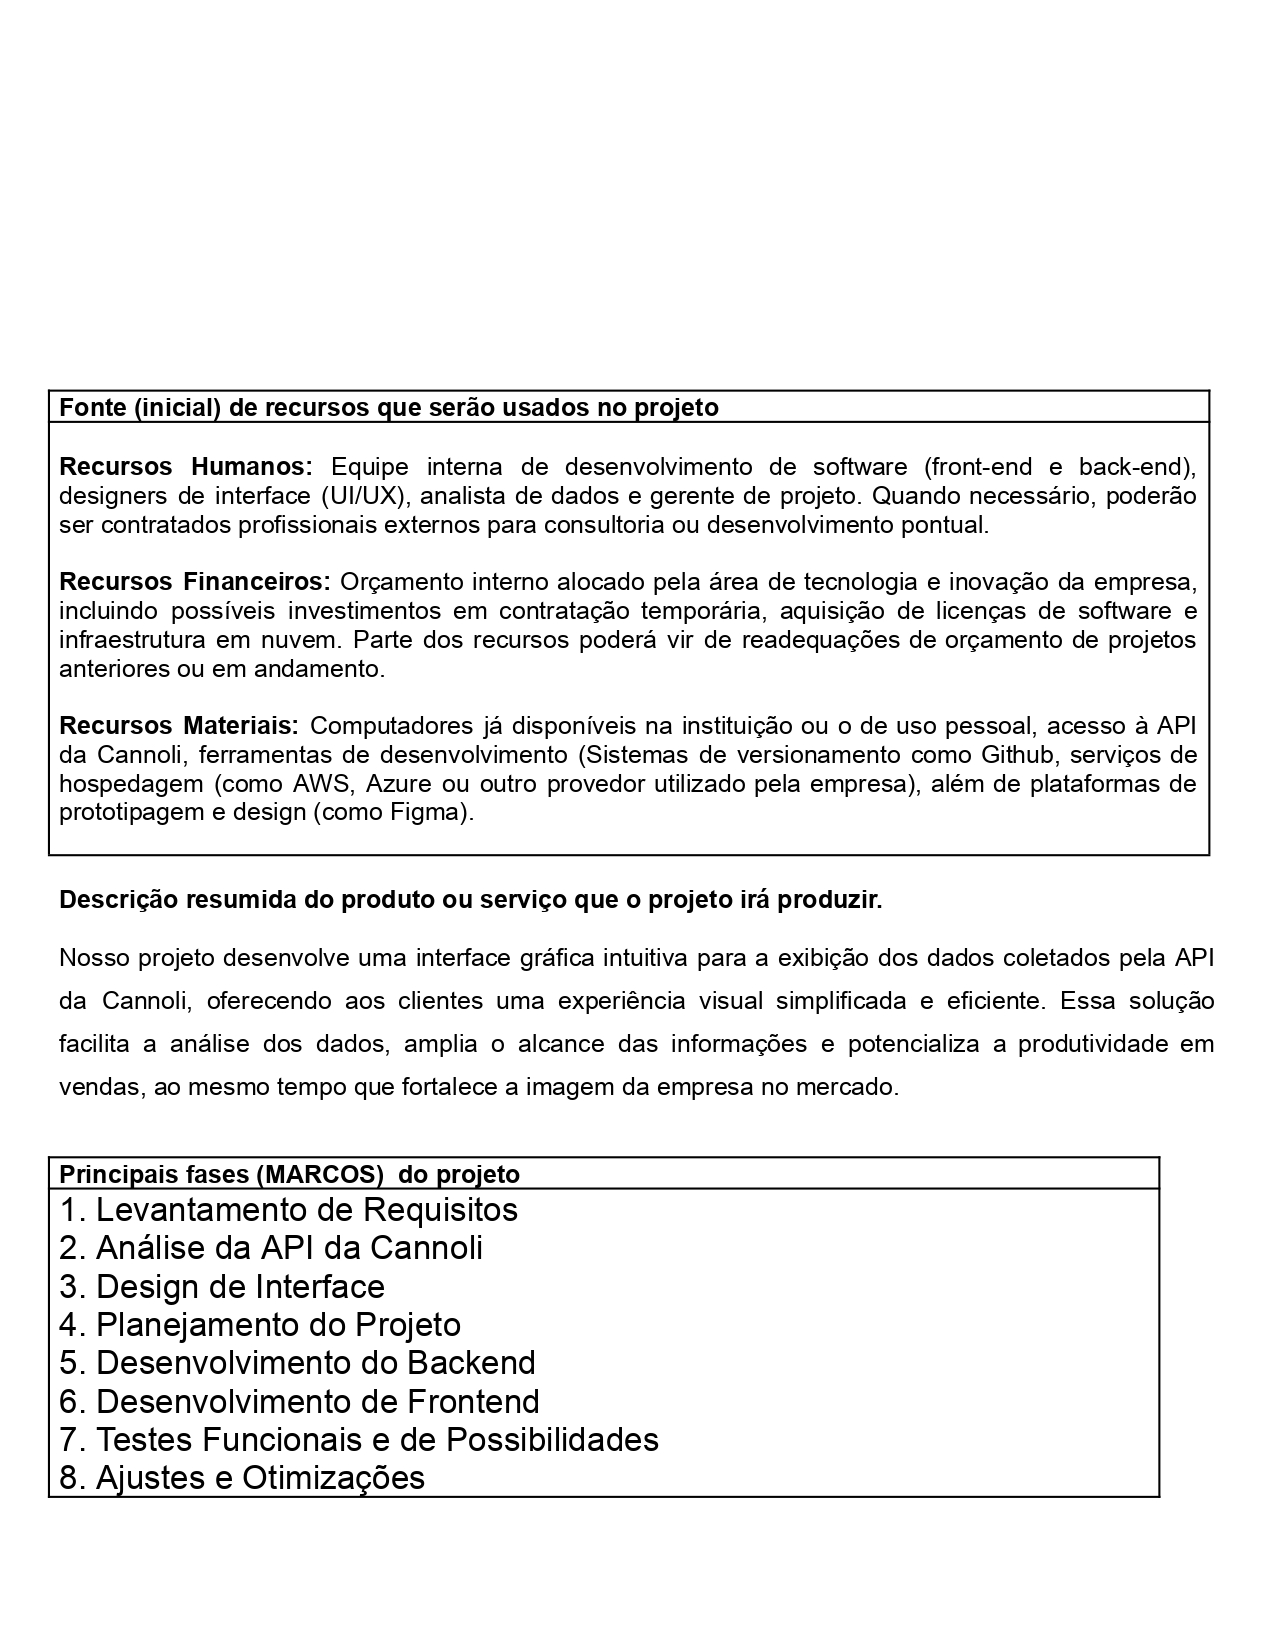 Fonte (inicial) de recursos que serão usados no projeto
Recursos Humanos: Equipe interna de desenvolvimento de software (front-end e back-end),
designers de interface (UI/UX), analista de dados e gerente de projeto. Quando necessário, poderão
ser contratados profissionais externos para consultoria ou desenvolvimento pontual.
Recursos Financeiros: Orçamento interno alocado pela área de tecnologia e inovação da empresa,
incluindo possíveis investimentos em contratação temporária, aquisição de licenças de software e
infraestrutura em nuvem. Parte dos recursos poderá vir de readequações de orçamento de projetos
anteriores ou em andamento.
Recursos Materiais: Computadores já disponíveis na instituição ou o de uso pessoal, acesso à API
da Cannoli, ferramentas de desenvolvimento (Sistemas de versionamento como Github, serviços de
hospedagem (como AWS, Azure ou outro provedor utilizado pela empresa), além de plataformas de
prototipagem e design (como Figma).
Descrição resumida do produto ou serviço que o projeto irá produzir.
Nosso projeto desenvolve uma interface gráfica intuitiva para a exibição dos dados coletados pela API
da Cannoli, oferecendo aos clientes uma experiência visual simplificada e eficiente. Essa solução
facilita a análise dos dados, amplia o alcance das informações e potencializa a produtividade em
vendas, ao mesmo tempo que fortalece a imagem da empresa no mercado.
Principais fases (MARCOS)  do projeto
1. Levantamento de Requisitos
2. Análise da API da Cannoli
3. Design de Interface
4. Planejamento do Projeto
5. Desenvolvimento do Backend
6. Desenvolvimento de Frontend
7. Testes Funcionais e de Possibilidades
8. Ajustes e Otimizações